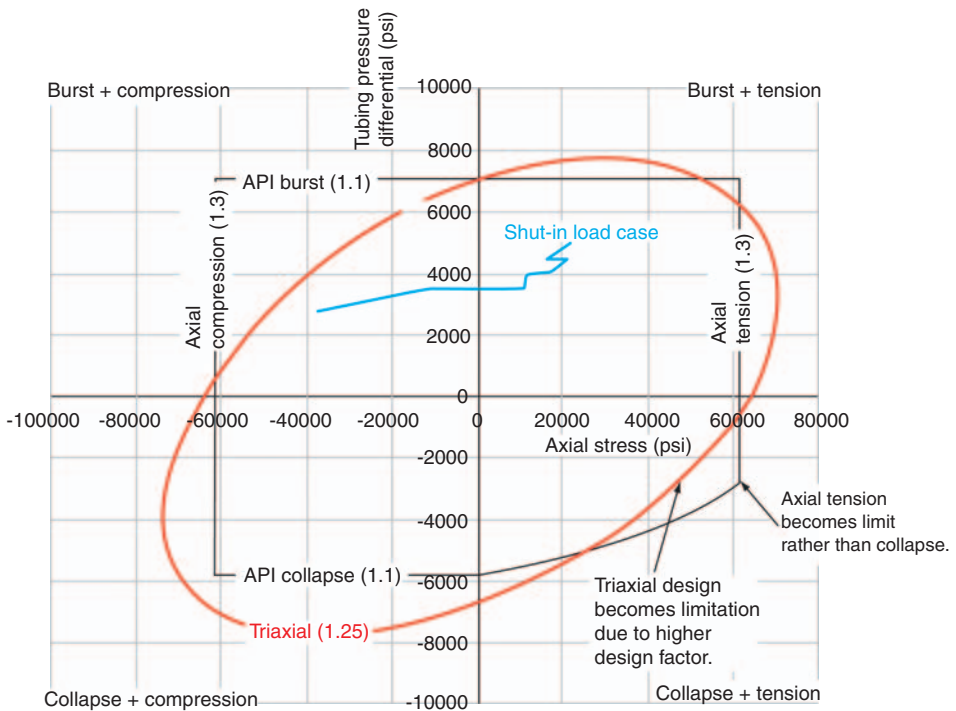 Tubing pressure
differential (psi)
Burst + compression
10000
Burst + tension
8000
API burst (1.1)
6000
Shut-in load case
4000
Axial
compression (1.3)
Axial
tension (1.3)
2000
0
-100000
-80000
-60000
-40000
-20000
0
20000
40000
60000
80000
Axial stress (psi)
-2000
Axial tension
becomes limit
rather than collapse.
-4000
API collapse (1.1)
-6000
Triaxial design
becomes limitation
due to higher
design factor.
Triaxial (1.25)
-8000
Collapse + compression
-10000
Collapse + tension